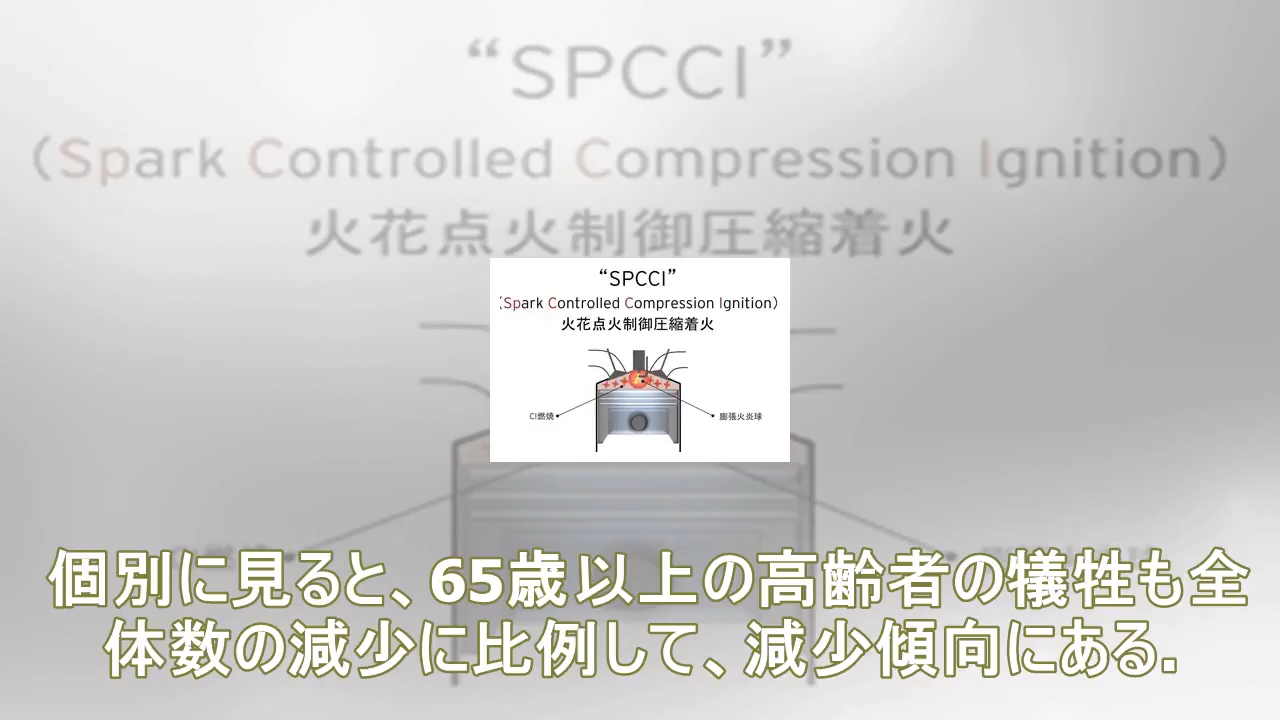 “SPCCI”
（Spark Controlled Compression Ignition）
火花点火制御圧縮着火
“SPCCI”
（Spark Controlled Compression Ignition）
火花点火制御圧縮着火
CI燃焼
膨張火炎球
個別に見ると、65歳以上の高齢者の犠牲も全
体数の減少に比例して、減少傾向にある.